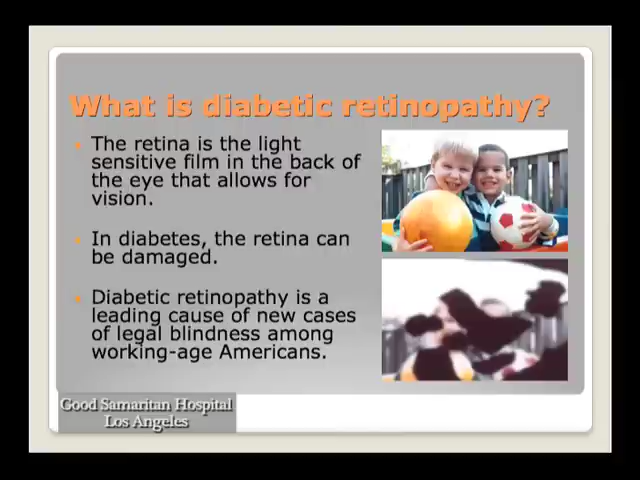 What is diabetic retinopathy?
The retina is the light
sensitive film in the back of
the eye that allows for
vision.
In diabetes, the retina can
be damaged.
Diabetic retinopathy is a
leading cause of new cases
of legal blindness among
working-age Americans.
Good Samaritan Hospital
Los Angeles